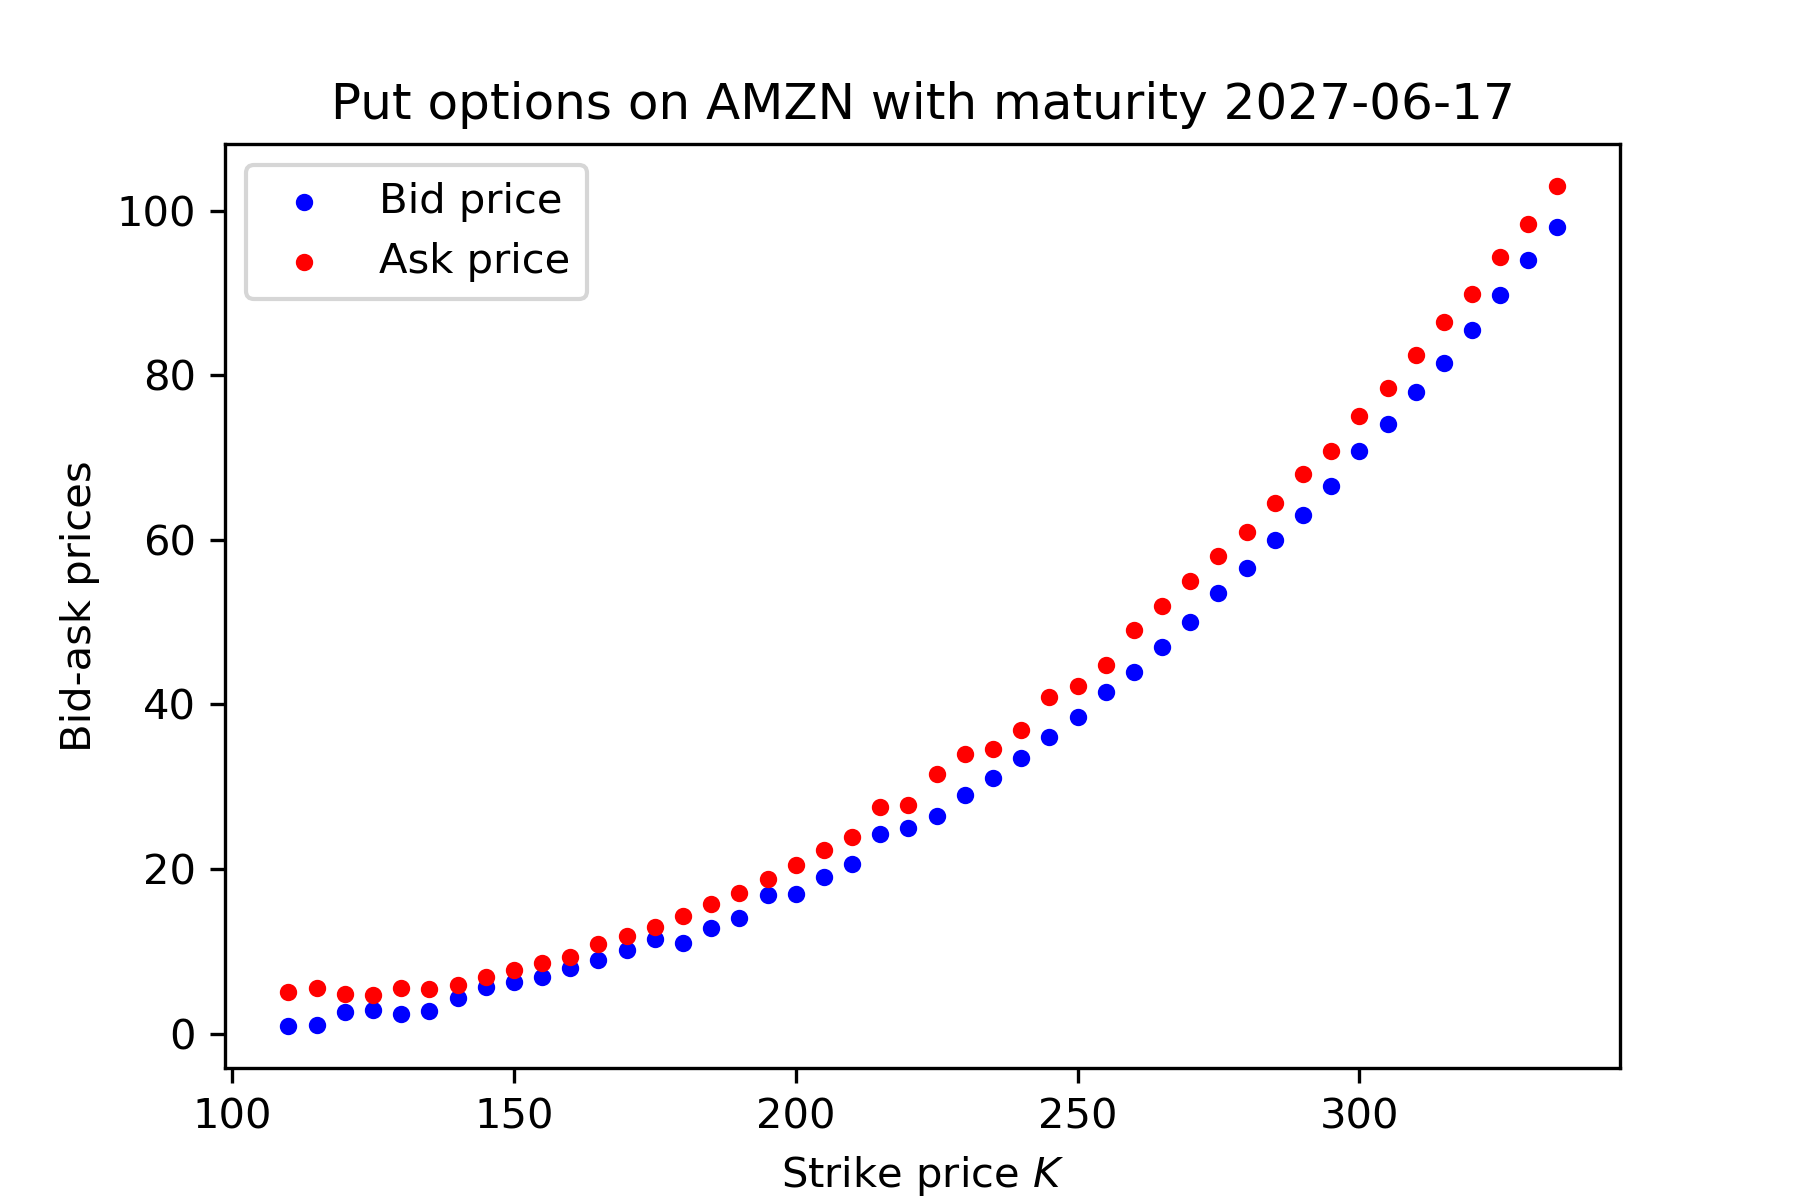 Put options on AMZN with maturity 2027-06-17
Bid price
Ask price
100
80
60
40
20
0
Bid-ask prices
100 150 200 250 300
Strike price K